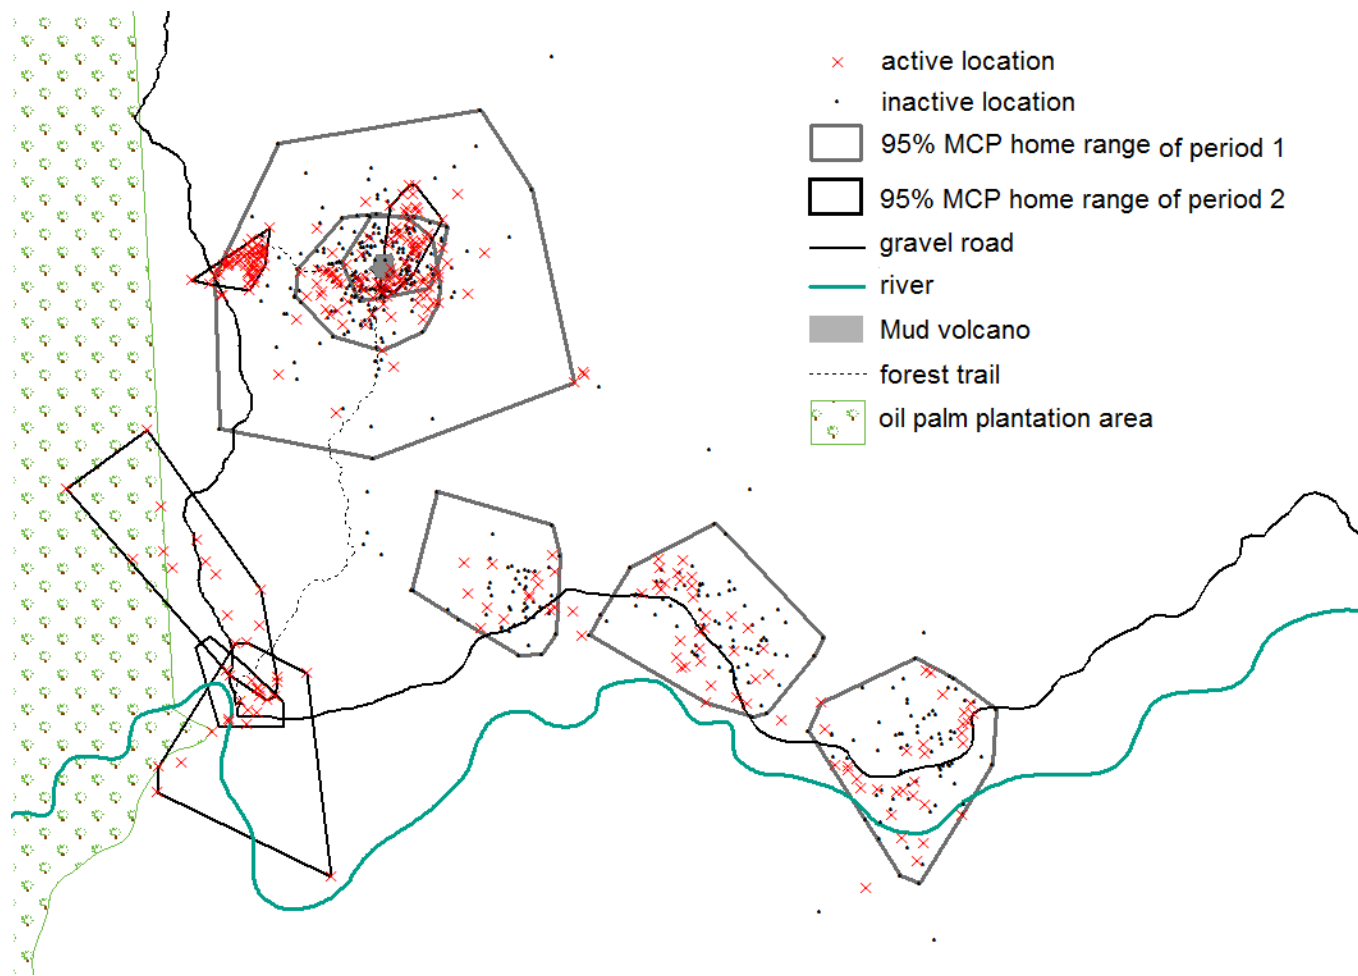 active location
inactive location
95% MCP home range of period 1
95% MCP home range of period 2
gravel road
river
Mud volcano
forest trail
oil palm plantation area